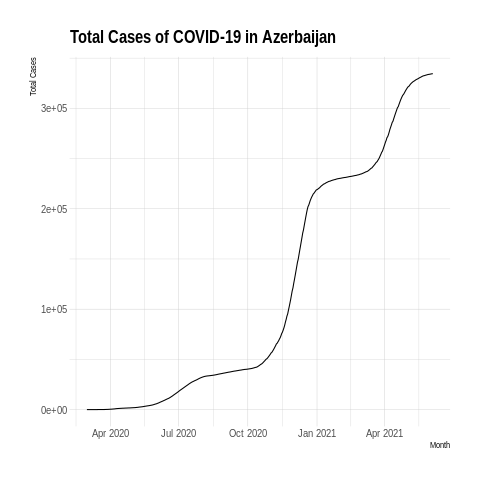 Total Cases of COVID-19 in Azerbaijan
Total Cases
3e+05
2e+05
1e+05
0e+00
Apr 2020 Jul 2020 Oct 2020 Jan 2021 Apr 2021
Month